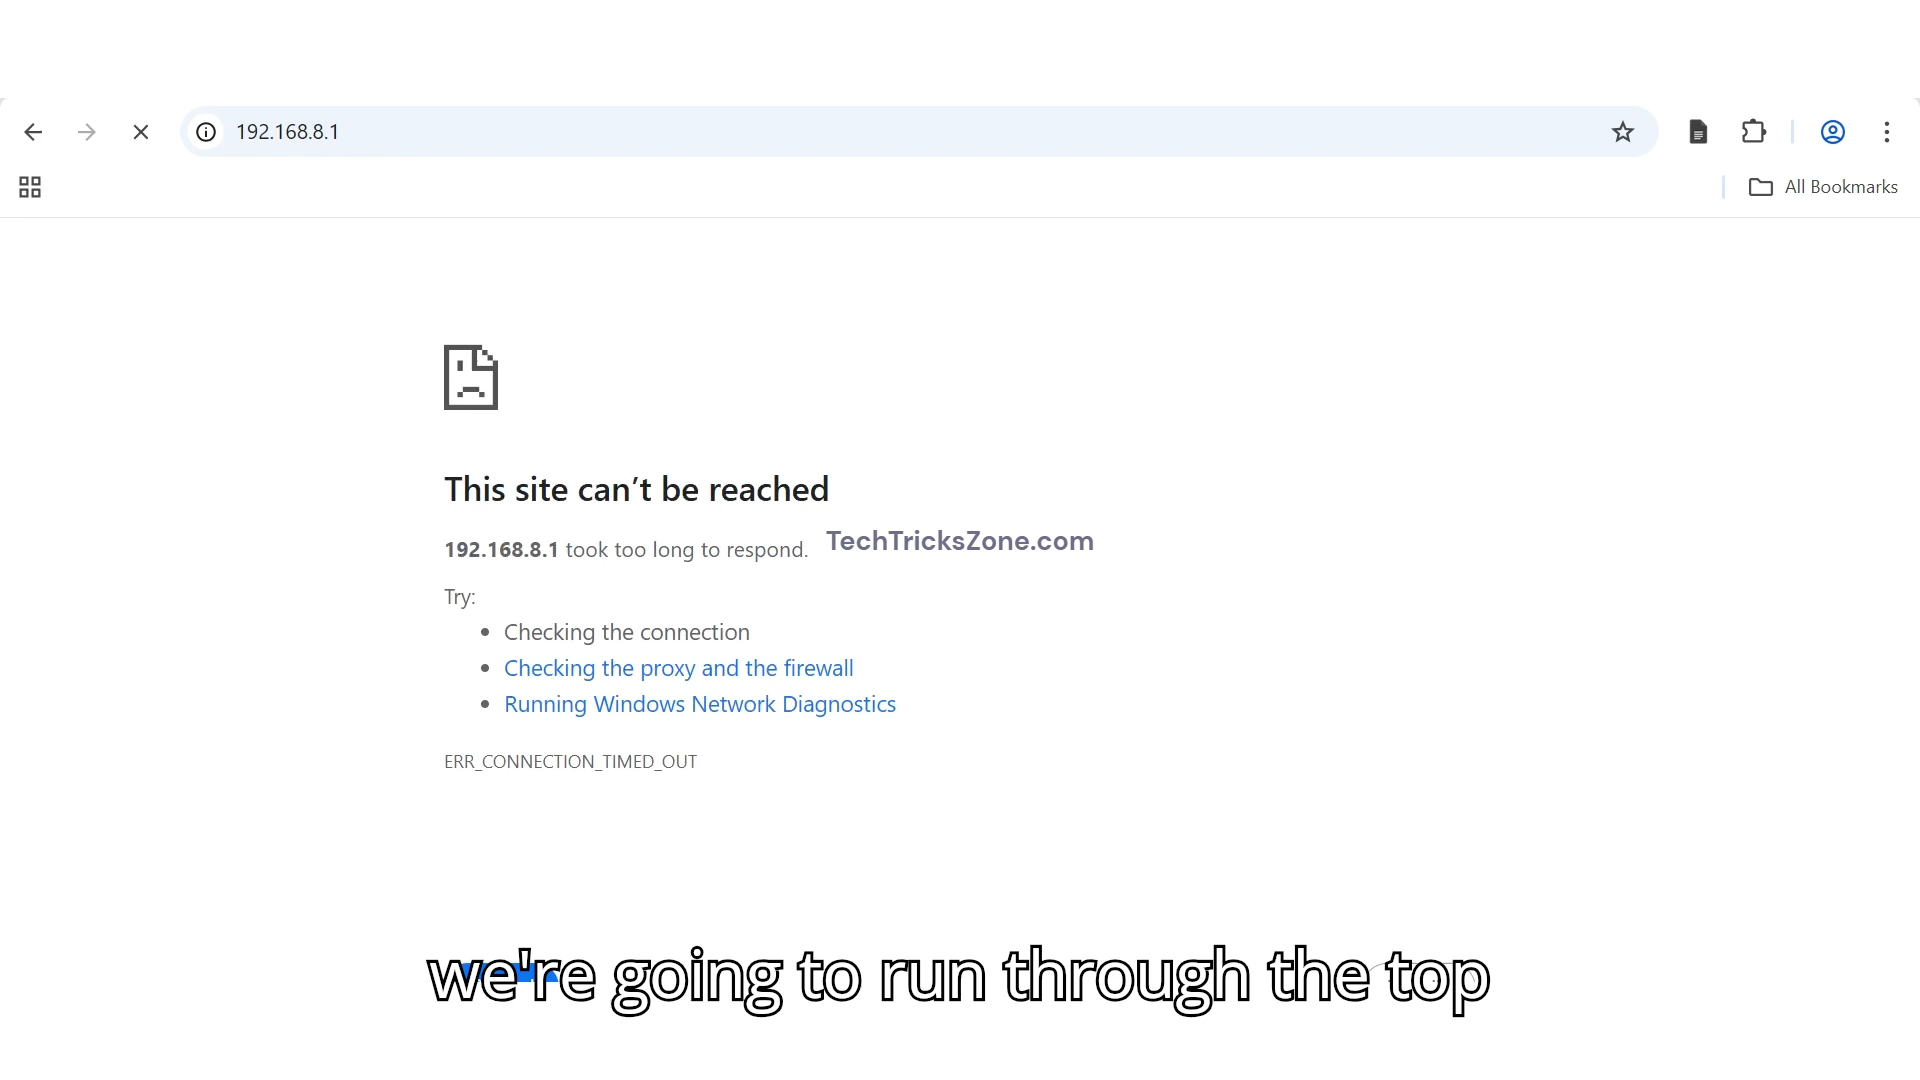 192.168.8.1
All Bookmarks
This site can’t be reached
192.168.8.1 took too long to respond.
TechTricksZone.com
Try:
Checking the connection
Checking the proxy and the firewall
Running Windows Network Diagnostics
ERR_CONNECTION_TIMED_OUT
we're going to run through the top